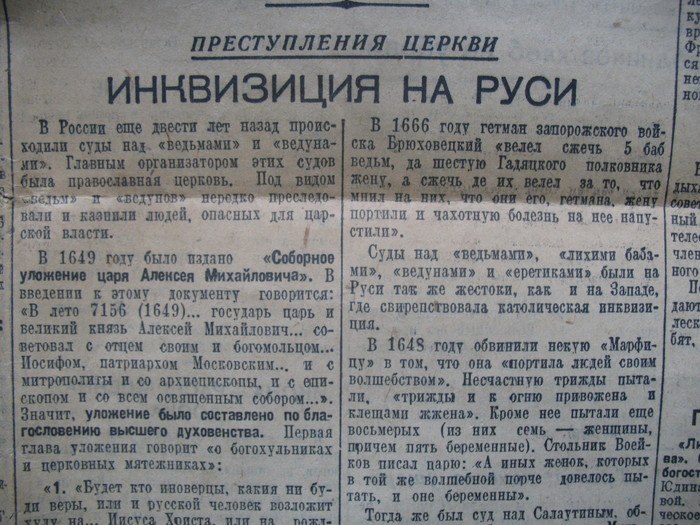 ПРЕСТУПЛЕНИЯ ЦЕРКВИ
ИНКВИЗИЦИЯ НА РУСИ
В России еще двести лет назад проис-
ходили суды над «ведьмами» и «ведуна-
ми». Главным организатором этих судов
была православная церковь. Под видом
«ведьм» и «ведунов» нередко преследо-
вали и казнили людей, опасных для цар-
ской власти.
В 1649 году было издано «Соборное
уложение царя Алексея Михайловича». В
введении к этому документу говорится:
«В лето 7156 (1649)... государь царь и
великий князь Алексей Михайлович... со-
ветовал с отцем своим и богомольцом...
Иосифом, патриархом Московским... и с
митрополиты и со архиепископы, и с епи-
скопом и со всем освященным собором...».
Значит, уложение было составлено по бла-
гословению высшего духовенства. Первая
глава уложения говорит «о богохульниках
и церковных мятежниках»:
«1. «Будет кто иноверцы, какия ни бу-
ди веры, или и русской человек возложит
хулу на... Иисуса Христа, или на рожд-
В 1666 году гетман запорожского вой-
ска Брюховецкий «велел сжечь 5 баб
ведьм, да шестую Гадяцкого полковника
жену, а сжечь де их велел за то, что
мнил на них, что они его, гетмана, жену
портили и чахотную болезнь на нее напу-
стили».
Суды над «ведьмами», «лихими баба-
ми», «ведунами» и «еретиками» были на
Руси так же жестоки, как и на Западе,
Где свирепствовала католическая инквизи-
ция.
В 1648 году обвинили некую «Марфи-
цу» в том, что она «портила людей своим
волшебством». Несчастную трижды пыта-
ли, «трижды и к огню привожена и
клещами жжена». Кроме нее пытали еще
восьмерых (из них семь — женщины,
причем пять беременные). Стольник Воей-
ков писал царю: «А иных женок, которых
в той же волшебной порче довелось пы-
тать, и оне беременны».
Тогда же был суд над Салаутиным, об-